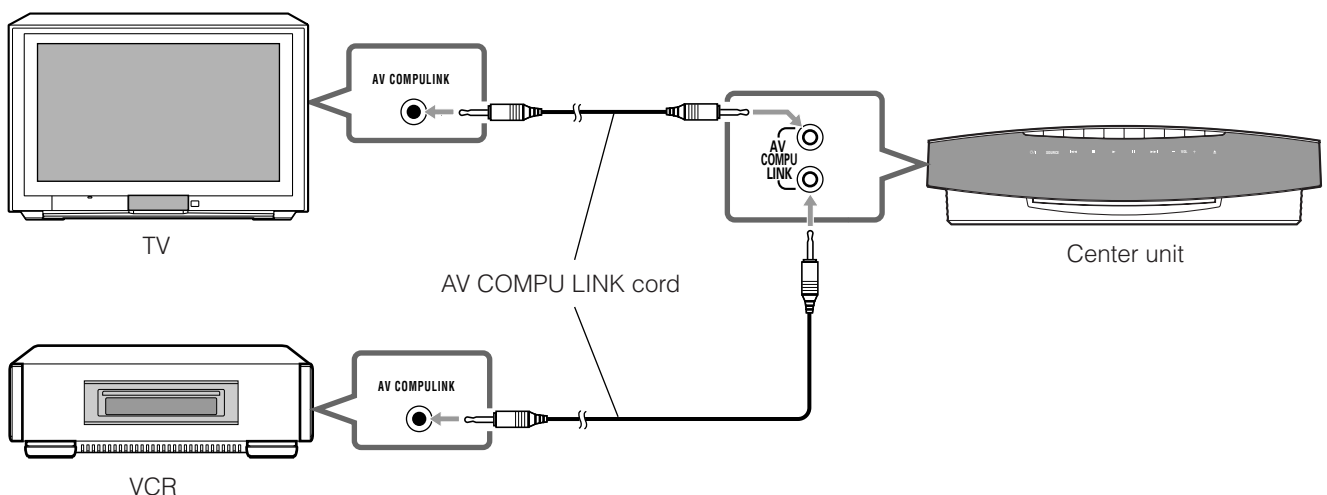 AV COMPULINK
AV
COMPU
LINK
TV
Center unit
AV COMPU LINK cord
AV COMPULINK
VCR